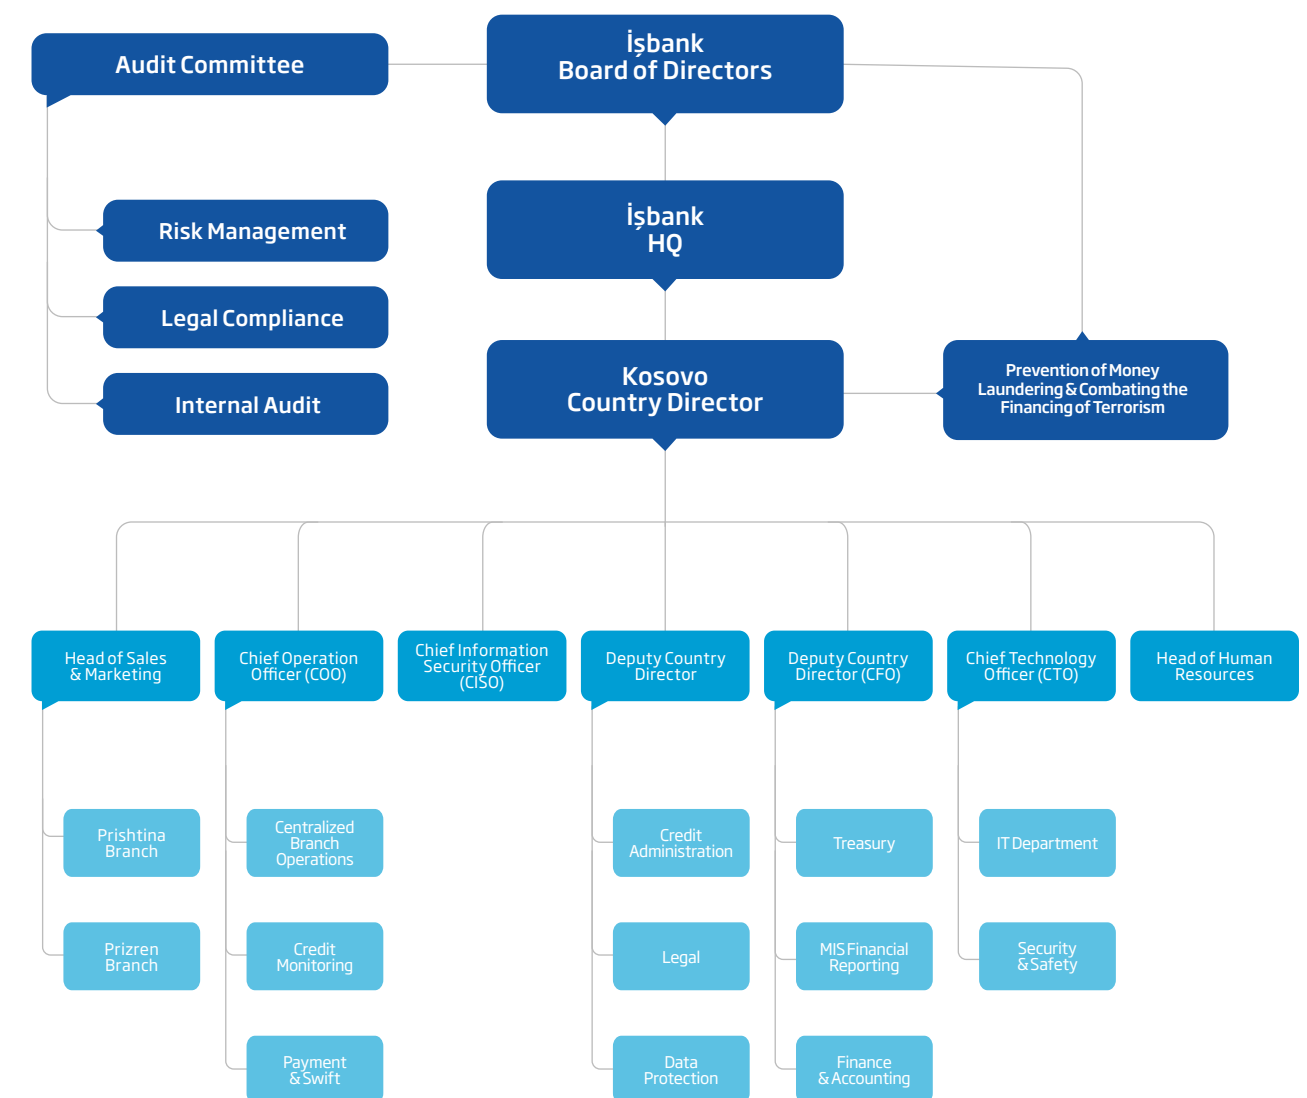 Audit Committee
İşbank
Board of Directors
Risk Management
İşbank
HQ
Legal Compliance
Kosovo
Country Director
Prevention of Money
Laundering & Combating the
Financing of Terrorism
Internal Audit
Head of Sales
& Marketing
Chief Operation
Officer (COO)
Chief Information
Security Officer
(CISO)
Deputy Country
Director
Deputy Country
Director (CFO)
Chief Technology
Officer (CTO)
Head of Human
Resources
Prishtina
Branch
Centralized
Branch
Operations
Credit
Administration
Treasury
IT Department
Prizren
Branch
Credit
Monitoring
Legal
MIS Financial
Reporting
Security
& Safety
Payment
& Swift
Data
Protection
Finance
& Accounting